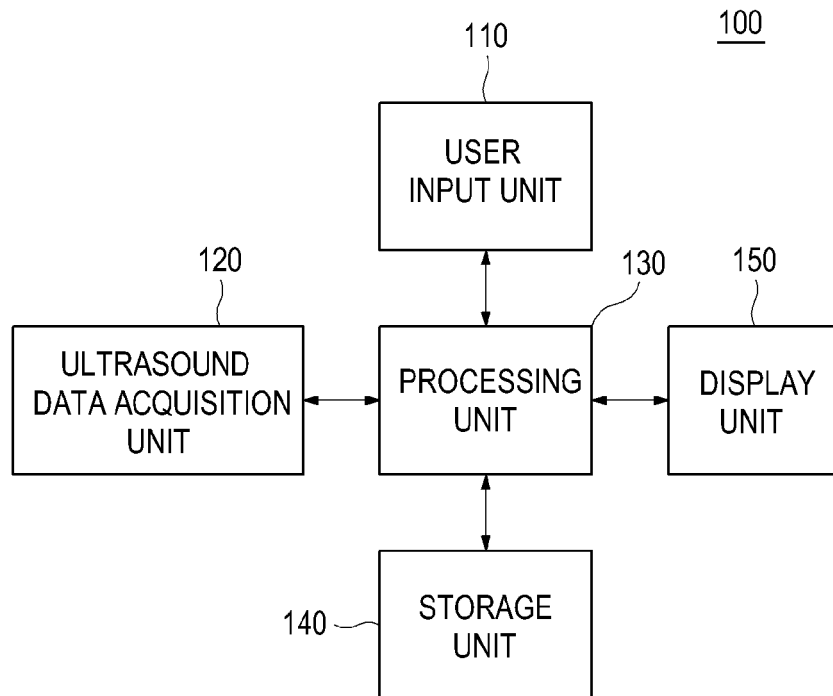 100
110
USER
INPUT UNIT
120
130
150
ULTRASOUND
DATA ACQUISITION
UNIT
PROCESSING
UNIT
DISPLAY
UNIT
140
STORAGE
UNIT